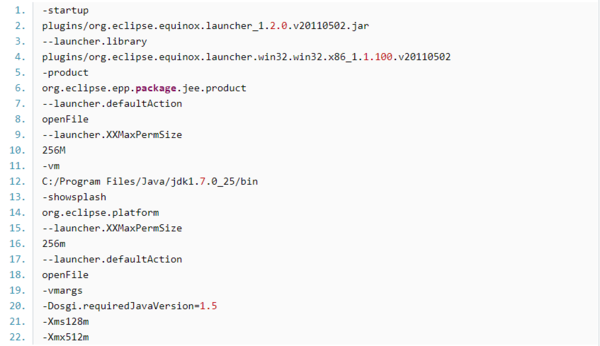 1. -startup
2. plugins/org.eclipse.equinox.launcher_1.2.0.v20110502.jar
3. --launcher.library
4. plugins/org.eclipse.equinox.launcher.win32.win32.x86_1.1.100.v20110502
5. -product
6. org.eclipse.epp.package.jee.product
7. --launcher.defaultAction
8. openFile
9. --launcher.XXMaxPermSize
10. 256M
11. -vm
12. C:/Program Files/Java/jdk1.7.0_25/bin
13. -showsplash
14. org.eclipse.platform
15. --launcher.XXMaxPermSize
16. 256m
17. --launcher.defaultAction
18. openFile
19. -vmargs
20. -Dosgi.requiredJavaVersion=1.5
21. -Xms128m
22. -Xmx512m